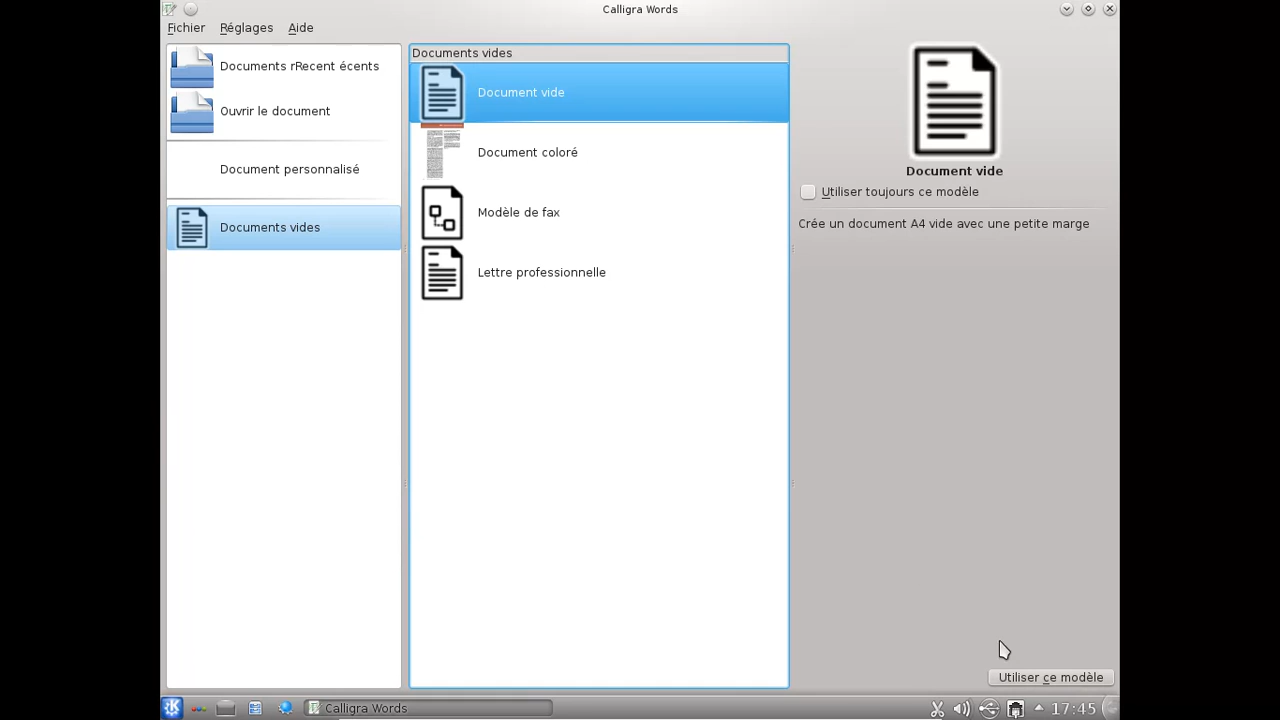 Calligra Words
Fichier Réglages Aide
Documents rRecent écents
Ouvrir le document
Document personnalisé
Documents vides
Documents vides
Document vide
Document coloré
Modèle de fax
Lettre professionnelle
Document vide
Utiliser toujours ce modèle
Crée un document A4 vide avec une petite marge
Utiliser ce modèle
Calligra Words
17:45